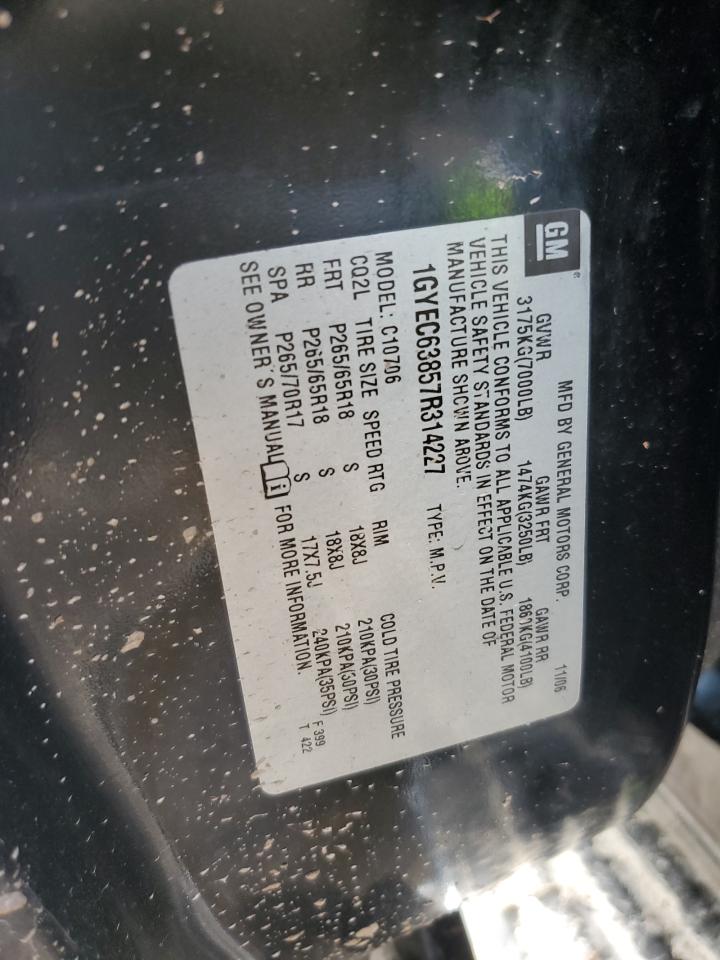 GM ®
MFD BY GENERAL MOTORS CORP. 11/06
GVWR GAWR FRT GAWR RR
3175KG(7000LB) 1474KG(3250LB) 1860KG(4100LB)
THIS VEHICLE CONFORMS TO ALL APPLICABLE U.S. FEDERAL MOTOR
VEHICLE SAFETY STANDARDS IN EFFECT ON THE DATE OF
MANUFACTURE SHOWN ABOVE.
1GYEC63857R314227 TYPE: M.P.V.
MODEL: C10706
CQ2L TIRE SIZE SPEED RTG RIM COLD TIRE PRESSURE
FRT P265/65R18 S 18X8J 210KPA(30PSI)
RR P265/65R18 S 18X8J 210KPA(30PSI)
SPA P265/70R17 S 17X7.5J 240KPA(35PSI)
SEE OWNER'S MANUAL i FOR MORE INFORMATION.
F 399
T 422